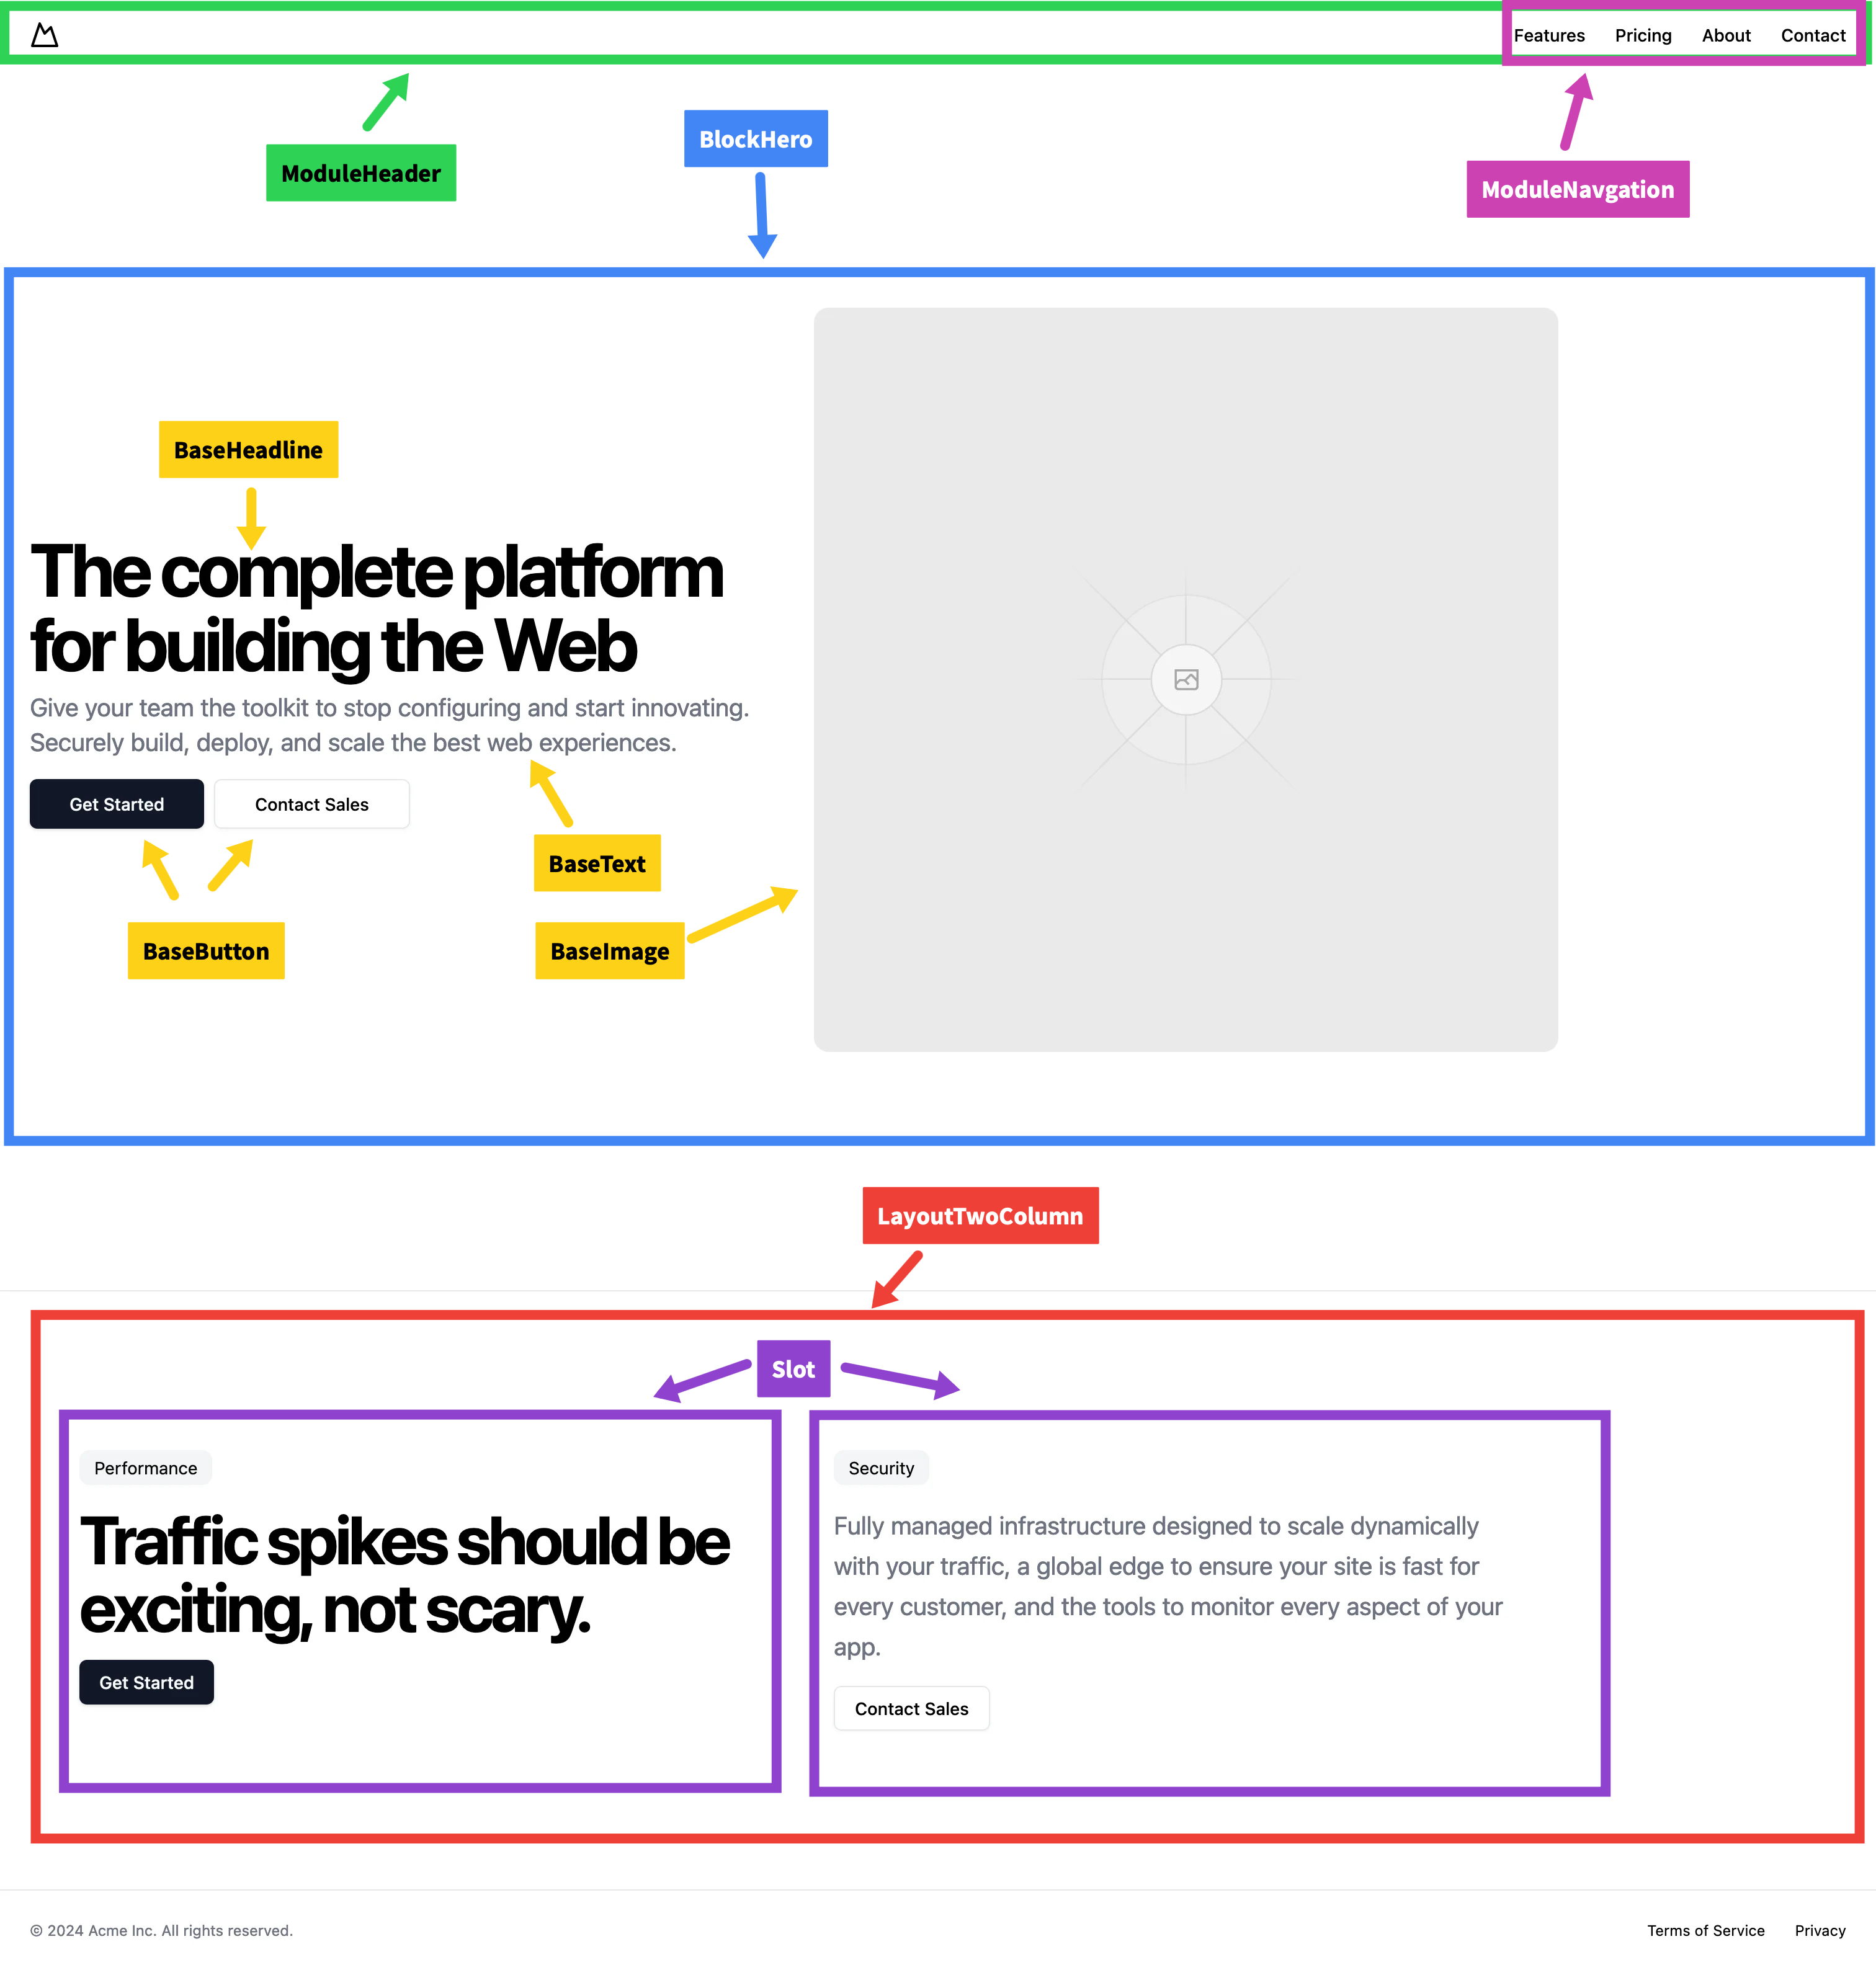 Features Pricing About Contact
ModuleHeader
BlockHero
ModuleNavgation
BaseHeadline
The complete platform
for building the Web
Give your team the toolkit to stop configuring and start innovating.
Securely build, deploy, and scale the best web experiences.
Get Started
Contact Sales
BaseText
BaseButton
BaseImage
LayoutTwoColumn
Slot
Performance
Traffic spikes should be
exciting, not scary.
Get Started
Security
Fully managed infrastructure designed to scale dynamically
with your traffic, a global edge to ensure your site is fast for
every customer, and the tools to monitor every aspect of your
app.
Contact Sales
© 2024 Acme Inc. All rights reserved.
Terms of Service Privacy